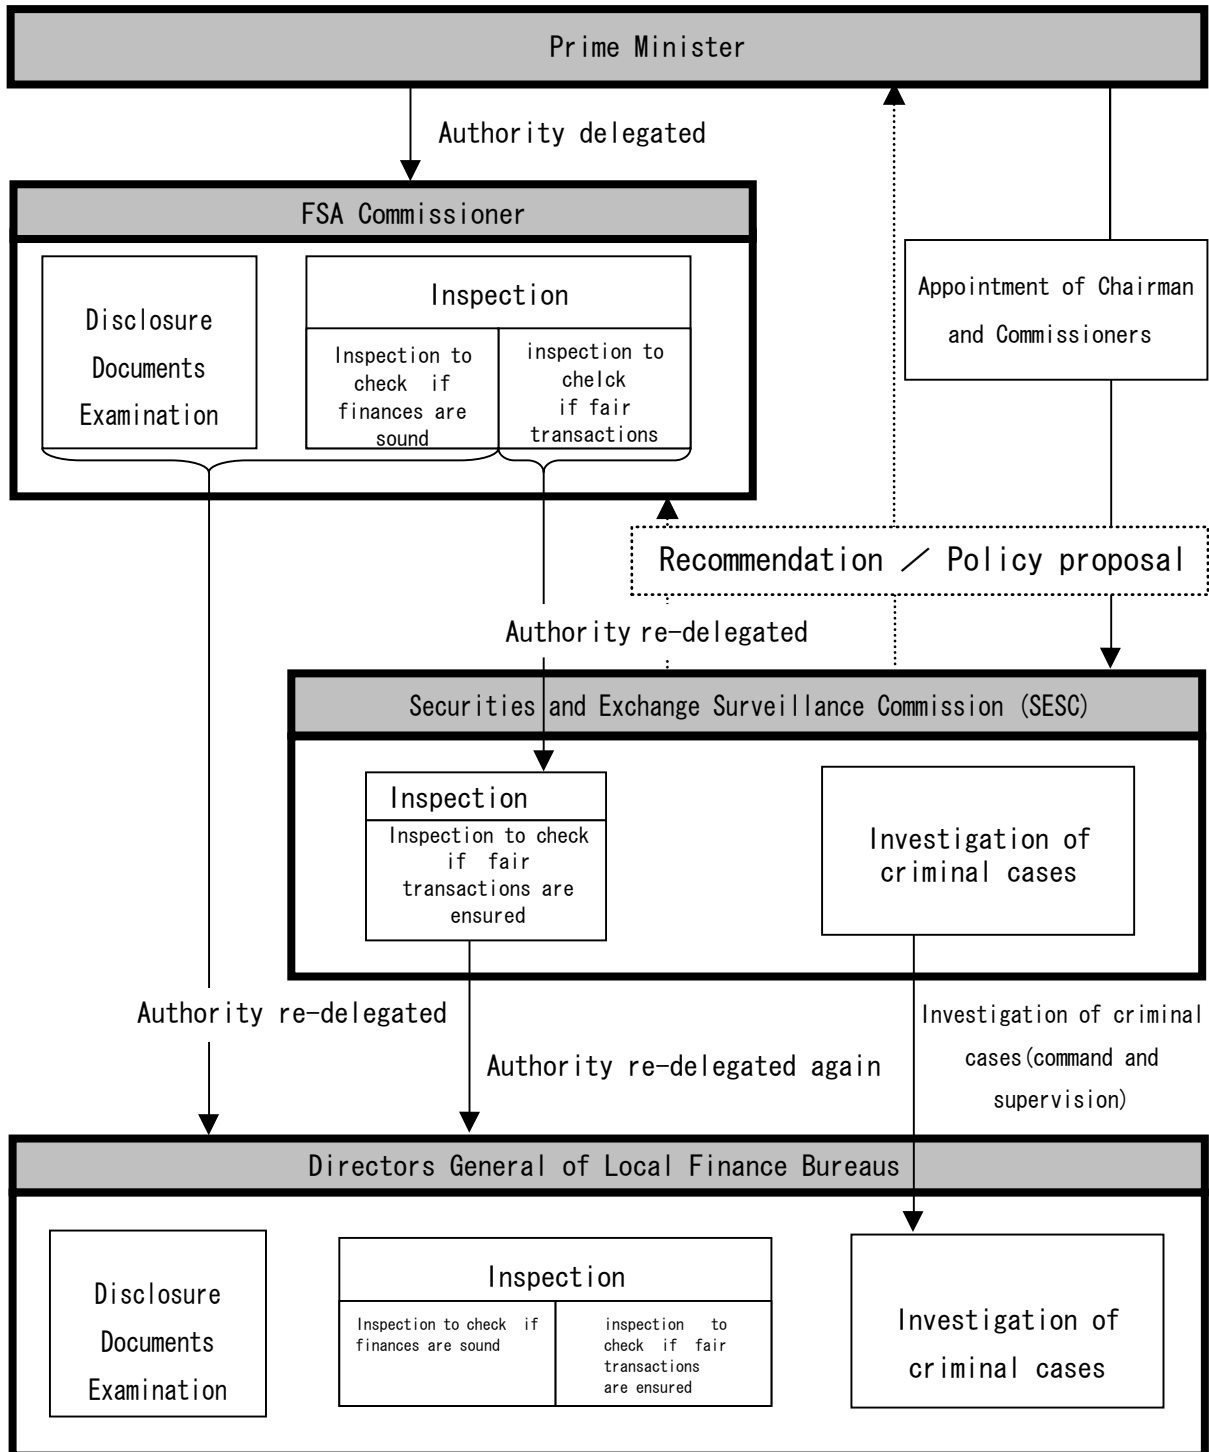 Prime Minister
Authority delegated
FSA Commissioner
Disclosure
Documents
Examination
Inspection
Inspection to
check if
finances are
sound
inspection to
chelck
if fair
transactions
Appointment of Chairman
and Commissioners
Recommendation ／ Policy proposal
Authority re-delegated
Securities and Exchange Surveillance Commission (SESC)
Inspection
Inspection to check
if fair
transactions are
ensured
Investigation of
criminal cases
Authority re-delegated
Authority re-delegated again
Investigation of criminal
cases(command and
supervision)
Directors General of Local Finance Bureaus
Disclosure
Documents
Examination
Inspection
Inspection to check if
finances are sound
inspection to
check if fair
transactions
are ensured
Investigation of
criminal cases